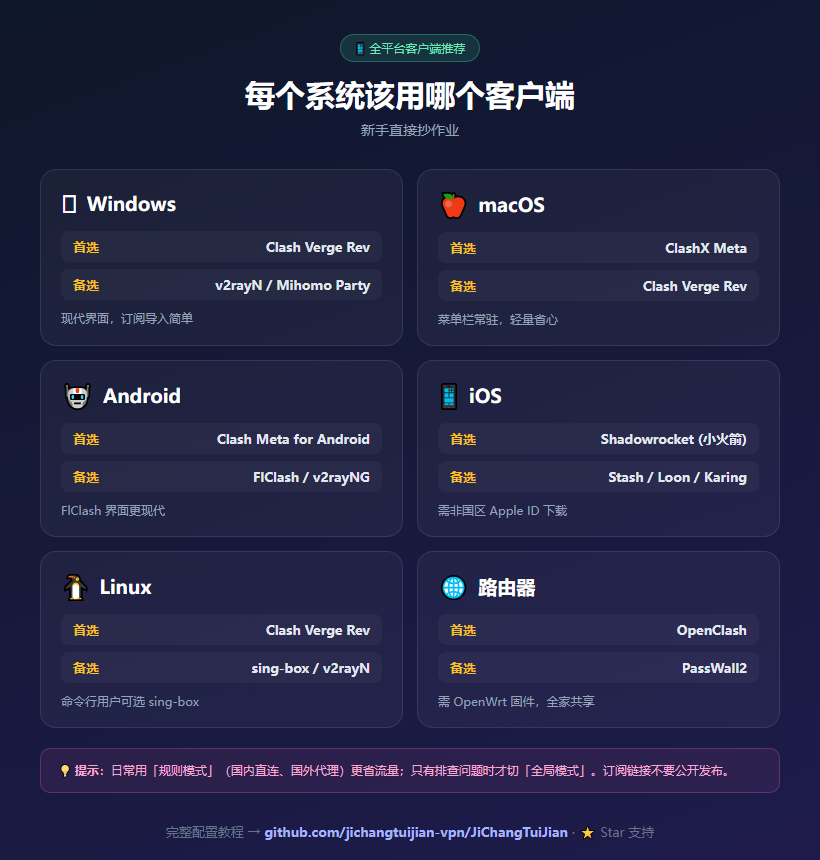 全平台客户端推荐
每个系统该用哪个客户端
新手直接抄作业
Windows
首选 Clash Verge Rev
备选 v2rayN / Mihomo Party
现代界面，订阅导入简单
macOS
首选 ClashX Meta
备选 Clash Verge Rev
菜单栏常驻，轻量省心
Android
首选 Clash Meta for Android
备选 FlClash / v2rayNG
FlClash 界面更现代
iOS
首选 Shadowrocket (小火箭)
备选 Stash / Loon / Karing
需非国区 Apple ID 下载
Linux
首选 Clash Verge Rev
备选 sing-box / v2rayN
命令行用户可选 sing-box
路由器
首选 OpenClash
备选 PassWall2
需 OpenWrt 固件，全家共享
提示：日常用「规则模式」（国内直连、国外代理）更省流量；只有排查问题时才切「全局模式」。订阅链接不要公开发布。
完整配置教程 → github.com/jichangtuijian-vpn/JiChangTuiJian · ⭐ Star 支持